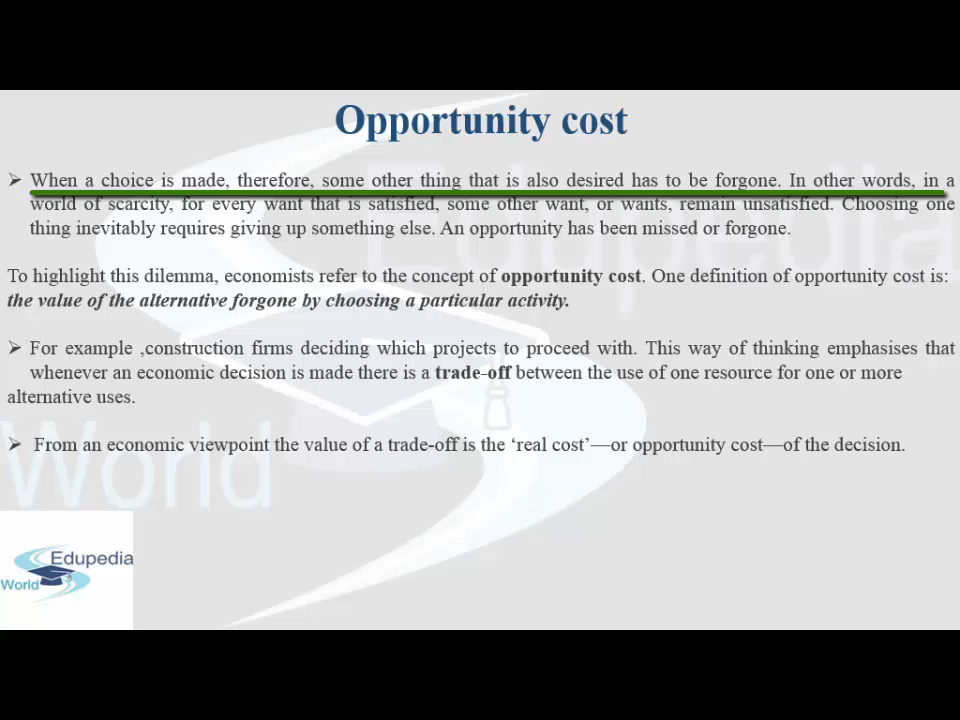 Opportunity cost
➢ When a choice is made, therefore, some other thing that is also desired has to be forgone. In other words, in a
world of scarcity, for every want that is satisfied, some other want, or wants, remain unsatisfied. Choosing one
thing inevitably requires giving up something else. An opportunity has been missed or forgone.
To highlight this dilemma, economists refer to the concept of opportunity cost. One definition of opportunity cost is:
the value of the alternative forgone by choosing a particular activity.
➢ For example ,construction firms deciding which projects to proceed with. This way of thinking emphasises that
whenever an economic decision is made there is a trade-off between the use of one resource for one or more
alternative uses.
➢ From an economic viewpoint the value of a trade-off is the ‘real cost’—or opportunity cost—of the decision.
Edupedia
World
Edupedia
World